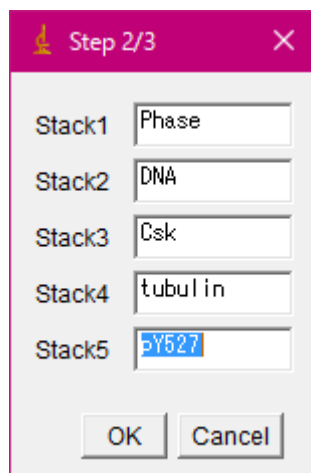 Step 2/3
Stack1 Phase
Stack2 DNA
Stack3 Csk
Stack4 tubulin
Stack5 pY527
OK Cancel